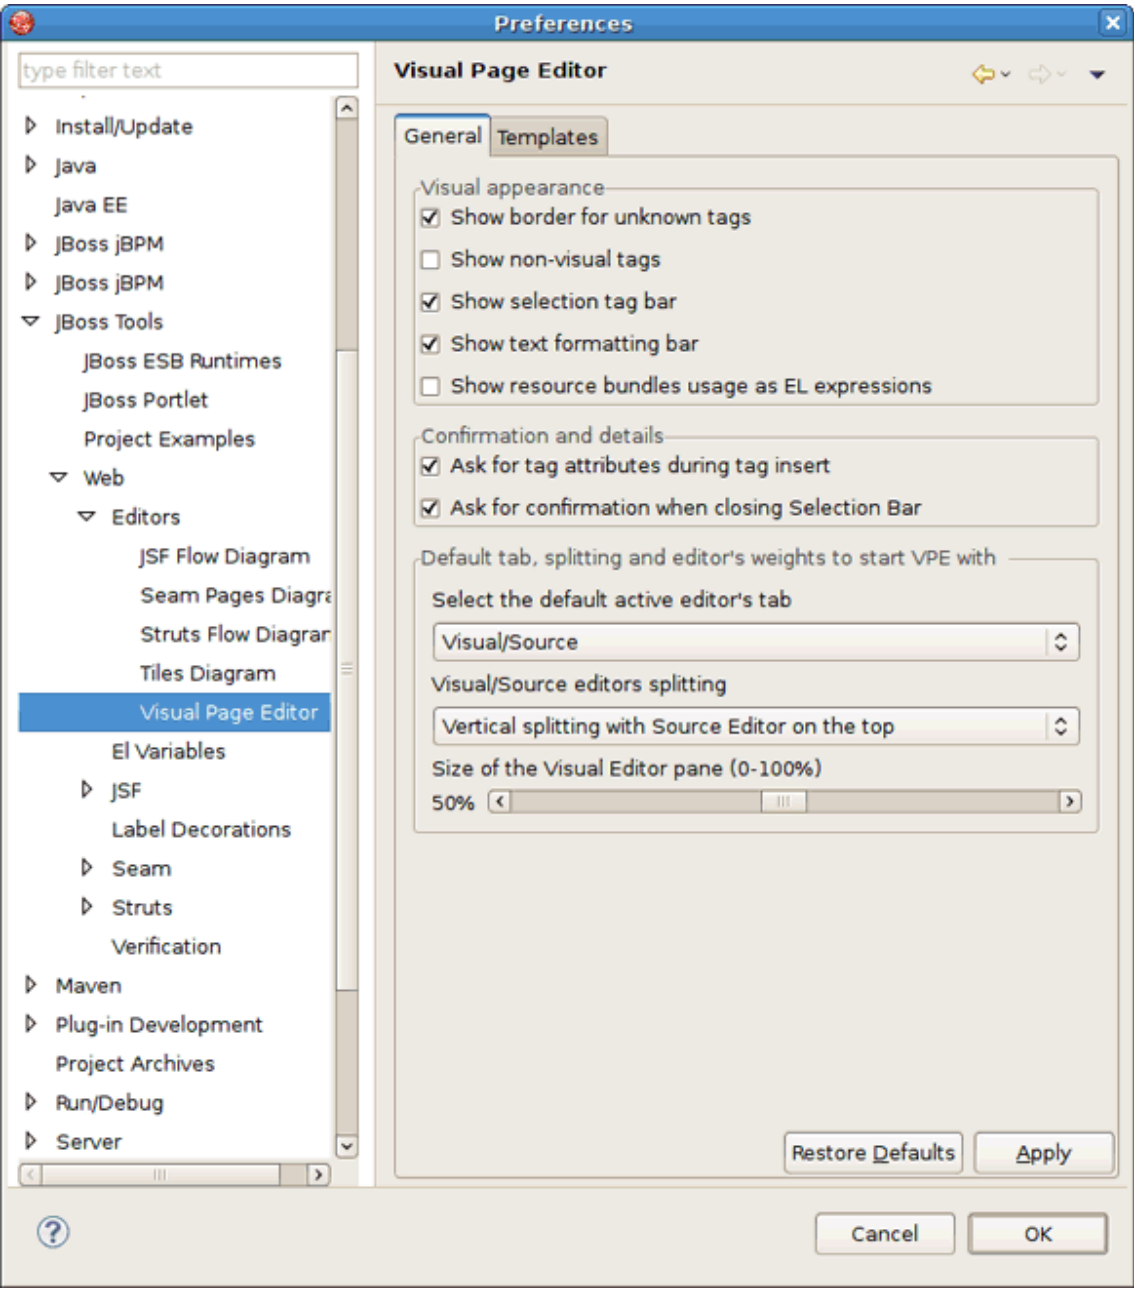 Preferences
type filter text
Install/Update
Java
Java EE
JBoss jBPM
JBoss jBPM
JBoss Tools
JBoss ESB Runtimes
JBoss Portlet
Project Examples
Web
Editors
JSF Flow Diagram
Seam Pages Diagra
Struts Flow Diagran
Tiles Diagram
Visual Page Editor
El Variables
JSF
Label Decorations
Seam
Struts
Verification
Maven
Plug-in Development
Project Archives
Run/Debug
Server
Visual Page Editor
General
Templates
Visual appearance
Show border for unknown tags
Show non-visual tags
Show selection tag bar
Show text formatting bar
Show resource bundles usage as EL expressions
Confirmation and details
Ask for tag attributes during tag insert
Ask for confirmation when closing Selection Bar
Default tab, splitting and editor's weights to start VPE with
Select the default active editor's tab
Visual/Source
Visual/Source editors splitting
Vertical splitting with Source Editor on the top
Size of the Visual Editor pane (0-100%)
50%
Restore Defaults
Apply
Cancel
OK